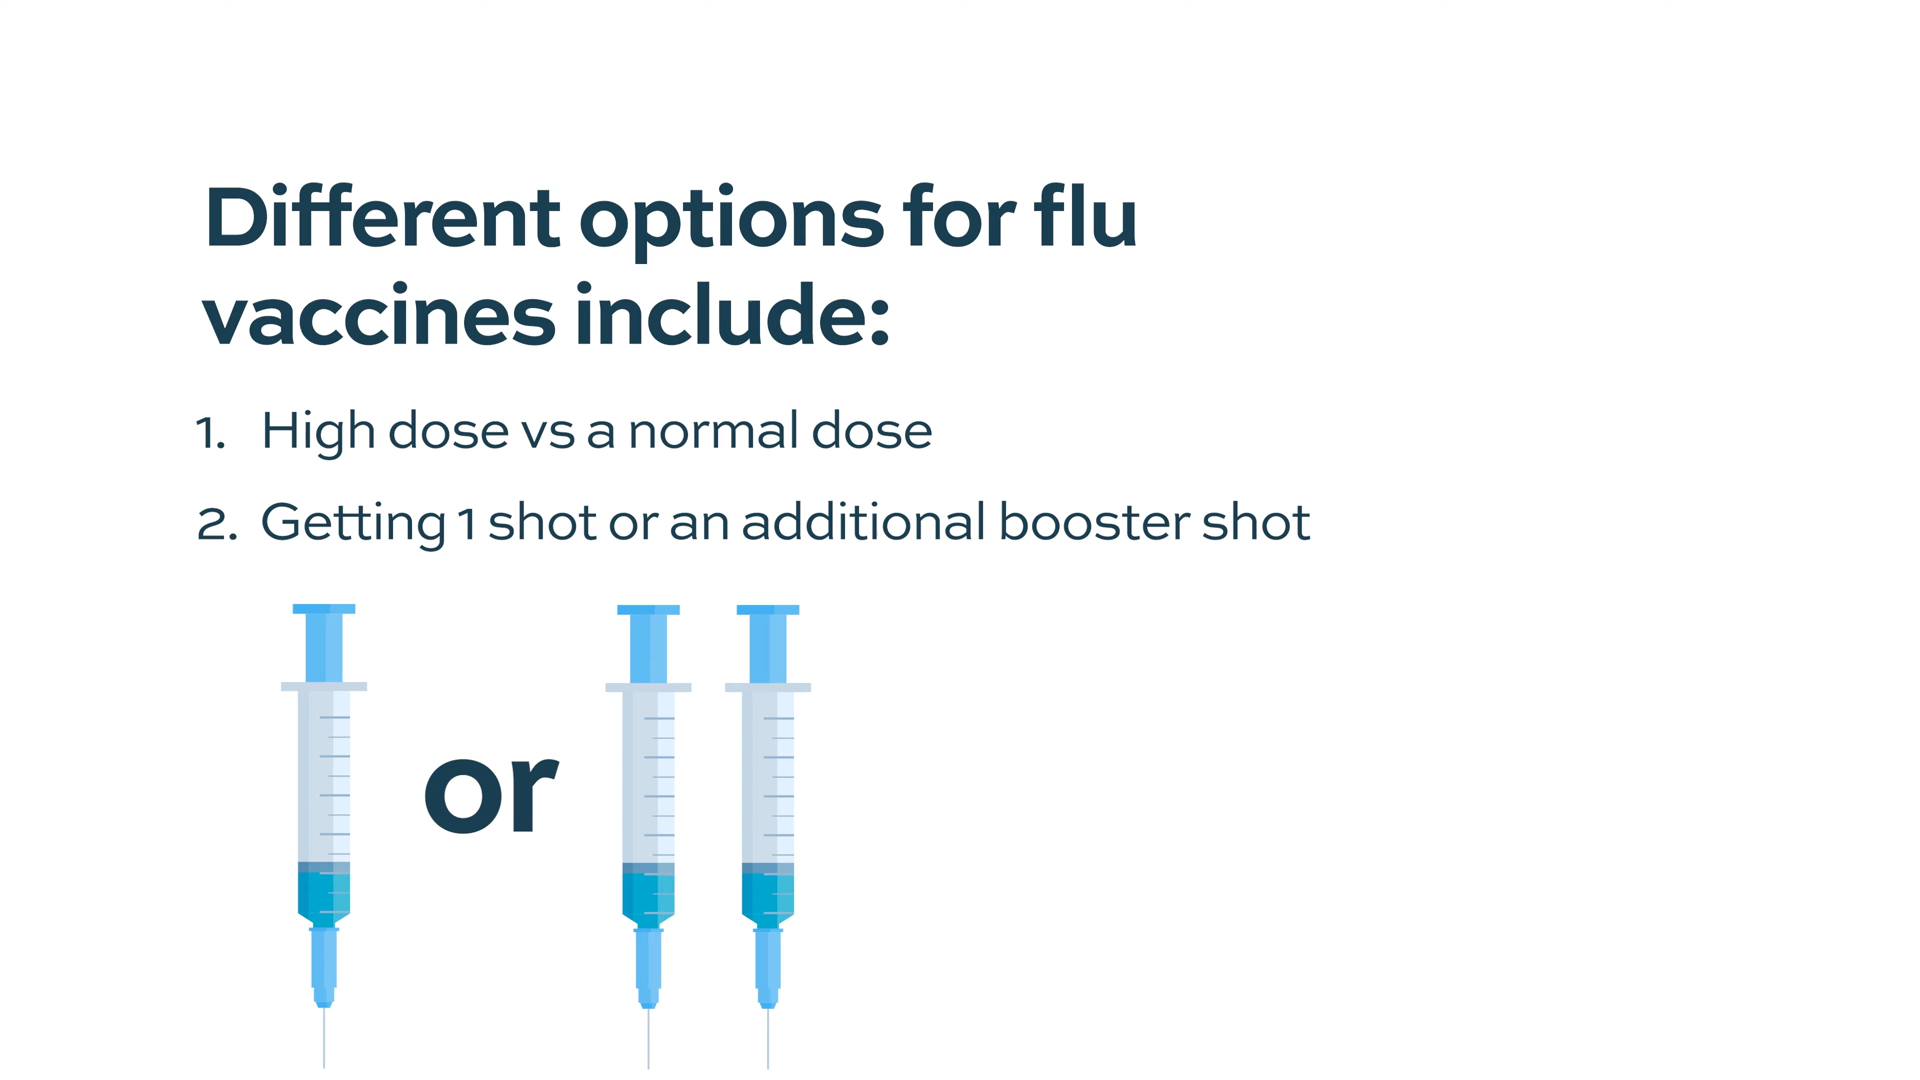 Different options for flu
vaccines include:
1. High dose vs a normal dose
2. Getting 1 shot or an additional booster shot
or